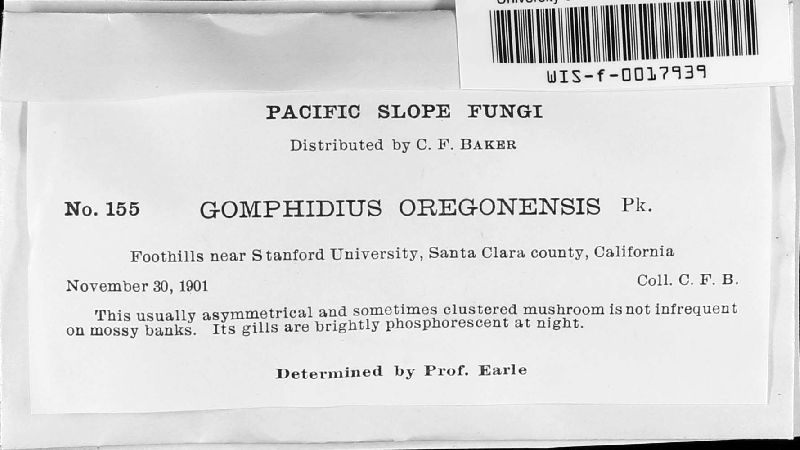 University
WIS-f-0017939
PACIFIC SLOPE FUNGI
Distributed by C. F. BAKER
No. 155 GOMPHIDIUS OREGONENSIS Pk.
Foothills near Stanford University, Santa Clara county, California
November 30, 1901 Coll. C. F. B.
This usually asymmetrical and sometimes clustered mushroom is not infrequent
on mossy banks. Its gills are brightly phosphorescent at night.
Determined by Prof. Earle